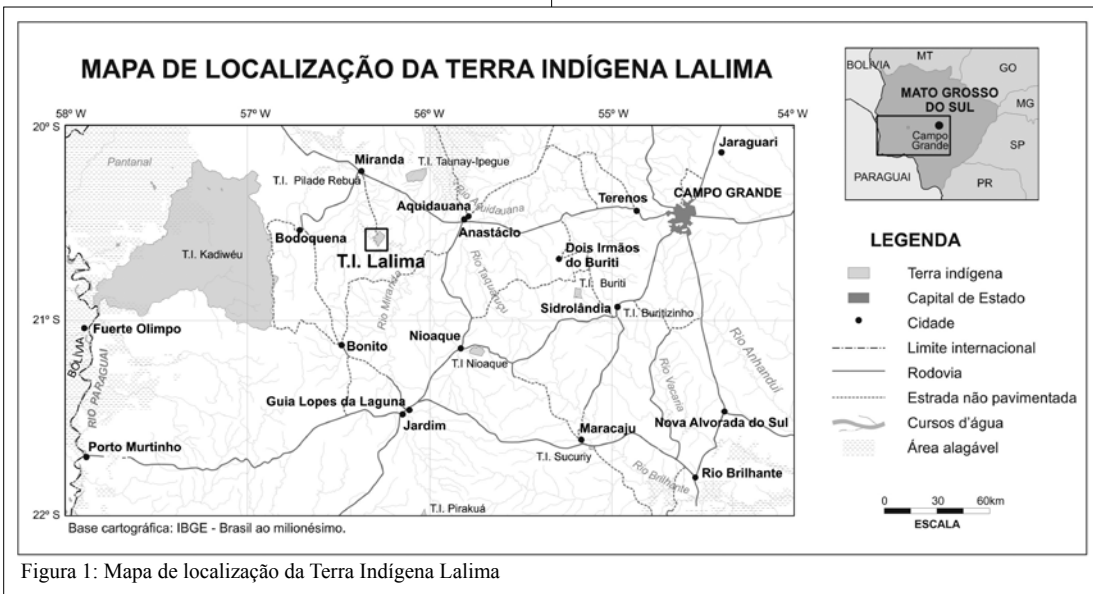 MAPA DE LOCALIZAÇÃO DA TERRA INDÍGENA LALIMA
58º W
57º W
56º W
55º W
54º W
20º S
Pantanal
Miranda
T.I. Taunay-Ipegue
Jaraguari
T.I. Pilade Rebuá
CAMPO GRANDE
Terenos
Aquidauana
Rio Aquidauana
Anastácio
Bodoquena
T.I. Kadiwéu
T.I. Lalima
Dois Irmãos
do Buriti
T.I. Buriti
Rio Miranda
Rio Taquaruçu
Sidrolândia
T.I. Buritizinho
21º S
Fuerte Olimpo
BOLÍVIA
RIO PARAGUAI
PARAGUAI
Bonito
Nioaque
T.I Nioaque
Rio Anhanduí
Rio Vacaria
Guia Lopes da Laguna
Jardim
Nova Alvorada do Sul
Maracaju
T.I. Sucuriy
Porto Murtinho
Rio Brilhante
Rio Brilhante
T.I. Pirakuá
22º S
Base cartográfica: IBGE - Brasil ao milionésimo.
BOLÍVIA
MT
GO
MATO GROSSO
DO SUL
MG
Campo
Grande
SP
PARAGUAI
PR
LEGENDA
Terra indígena
Capital de Estado
Cidade
Limite internacional
Rodovia
Estrada não pavimentada
Cursos d'água
Área alagável
0 30 60km
ESCALA
Figura 1: Mapa de localização da Terra Indígena Lalima